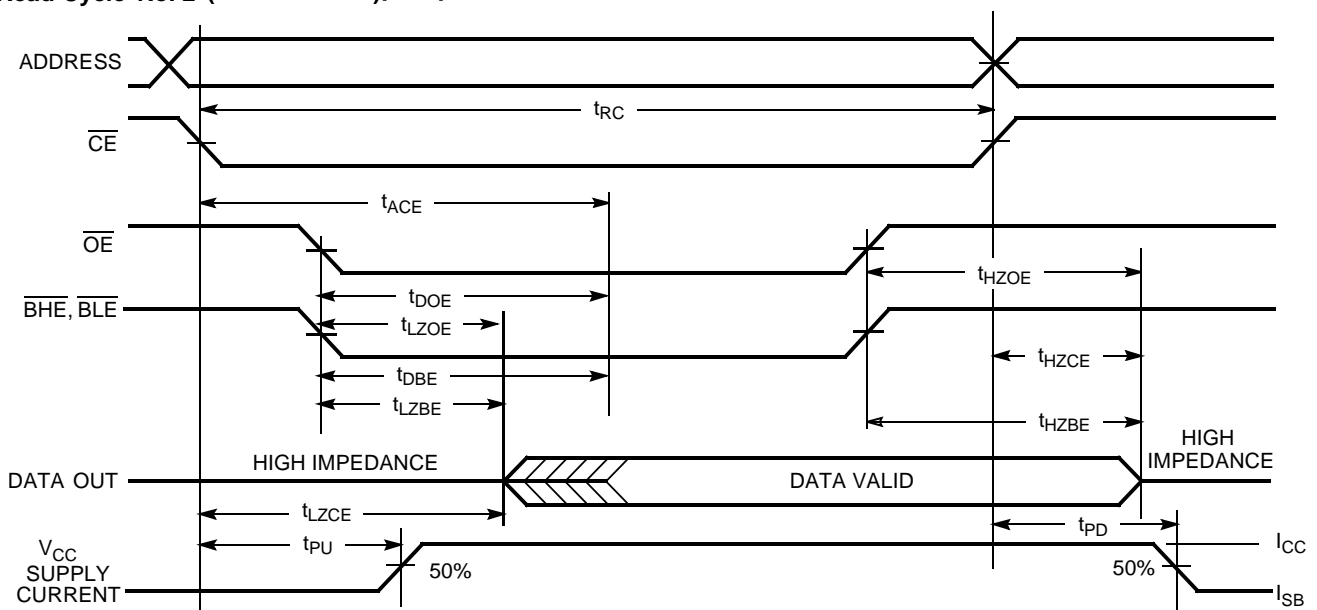 ADDRESS
tRC
CE
tACE
OE
tHZOE
tDOE
BHE, BLE
tLZOE
tHZCE
tDBE
tLZBE
tHZBE
HIGH IMPEDANCE
HIGH
IMPEDANCE
DATA OUT
DATA VALID
tLZCE
tPD
VCC
SUPPLY
CURRENT
tPU
50%
50%
ICC
ISB